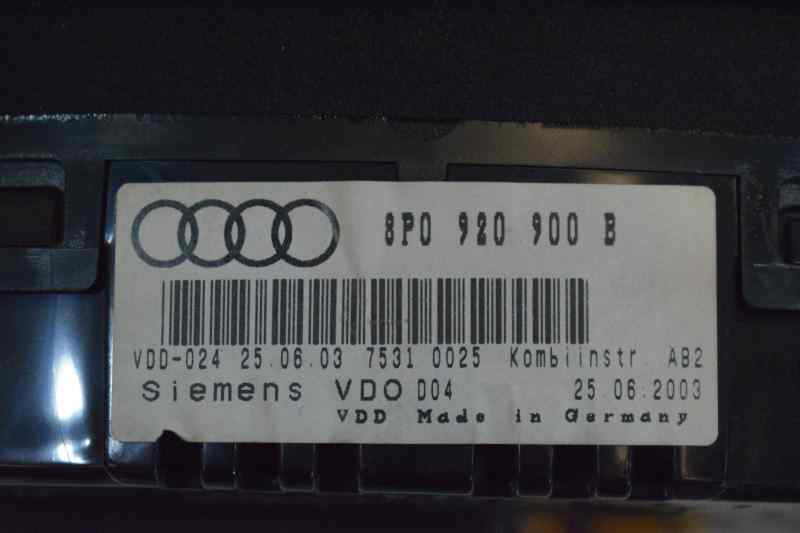 8P0 920 900 B
VDD-024 25.06.03 7531 0025 Kombiinstr. AB2
Siemens VDO D04 25.06.2003
VDD Made in Germany